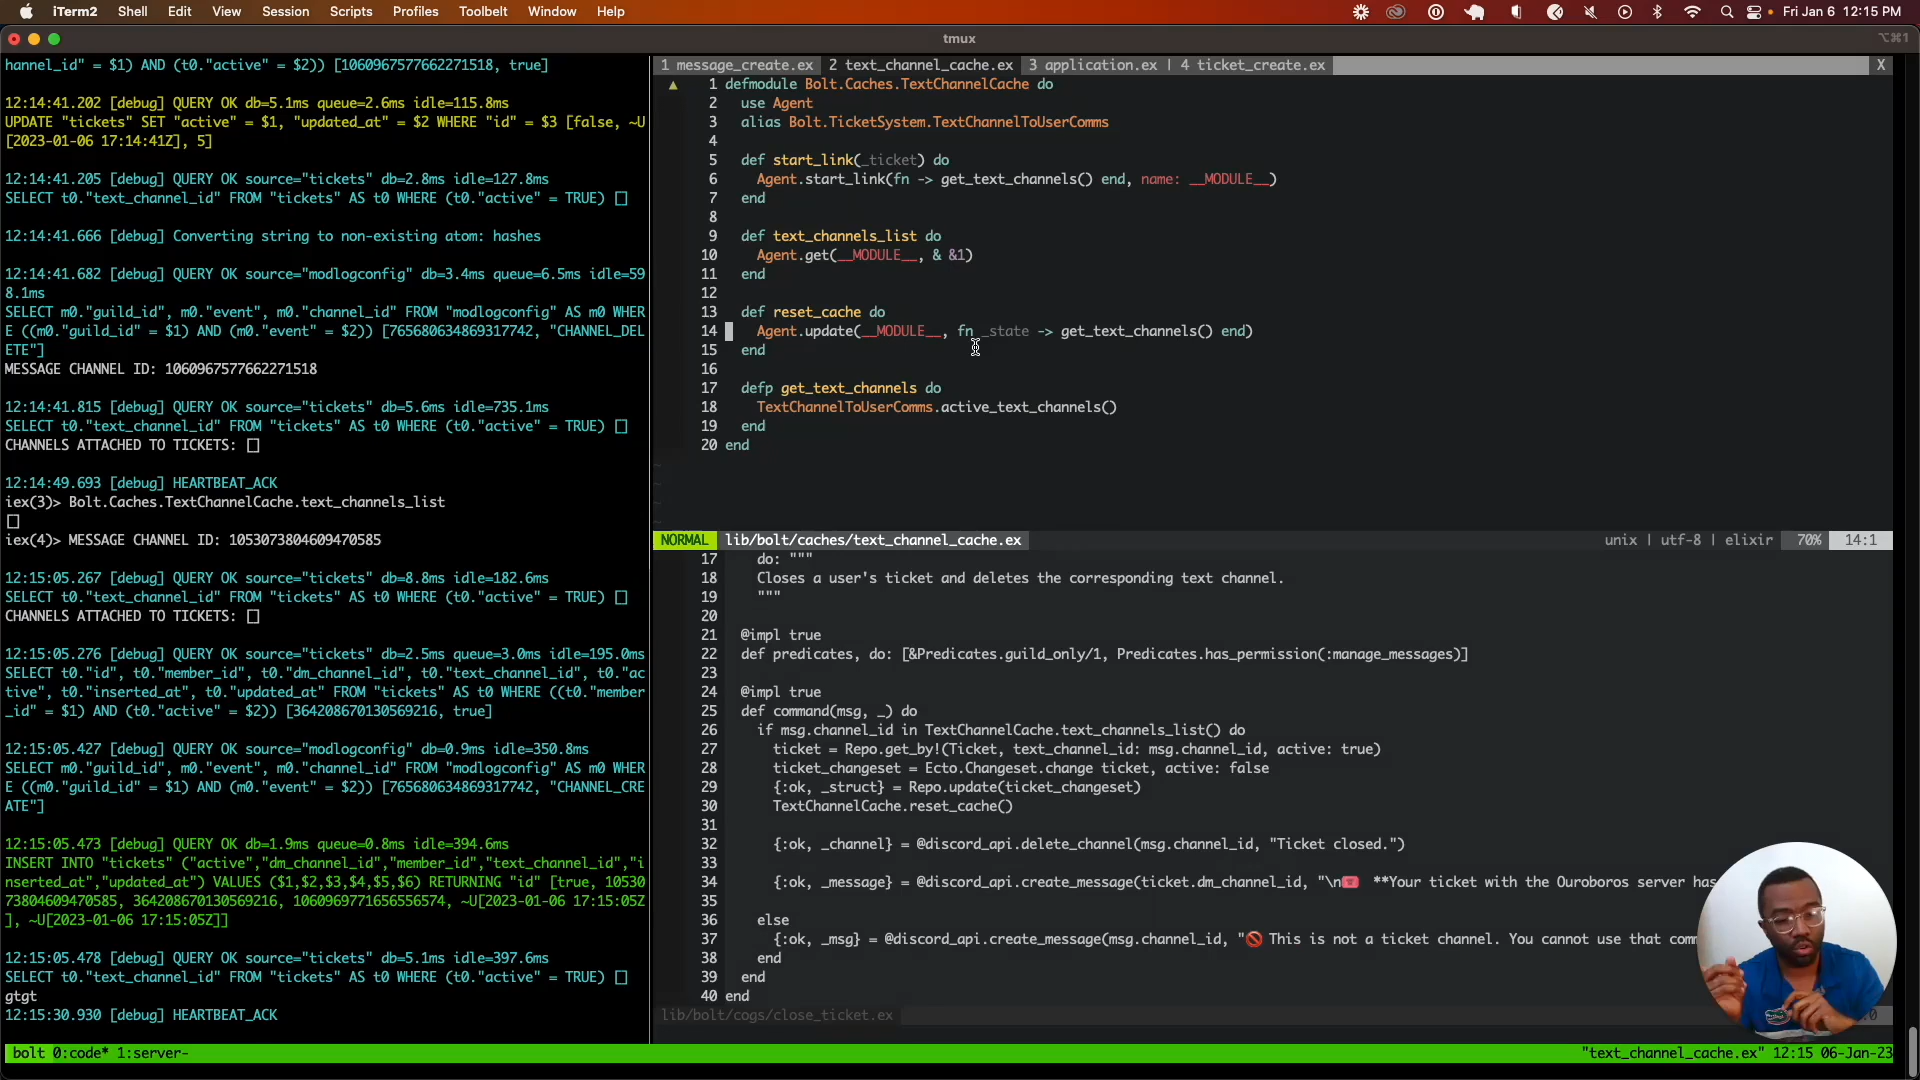 iTerm2 Shell Edit View Session Scripts Profiles Toolbelt Window Help Fri Jan 6 12:15 PM
tmux
⌥⌘1
hannel_id" = $1) AND (t0."active" = $2)) [1060967577662271518, true]
12:14:41.202 [debug] QUERY OK db=5.1ms queue=2.6ms idle=115.8ms
UPDATE "tickets" SET "active" = $1, "updated_at" = $2 WHERE "id" = $3 [false, ~U
[2023-01-06 17:14:41Z], 5]
12:14:41.205 [debug] QUERY OK source="tickets" db=2.8ms idle=127.8ms
SELECT t0."text_channel_id" FROM "tickets" AS t0 WHERE (t0."active" = TRUE) []
12:14:41.666 [debug] Converting string to non-existing atom: hashes
12:14:41.682 [debug] QUERY OK source="modlogconfig" db=3.4ms queue=6.5ms idle=59
8.1ms
SELECT m0."guild_id", m0."event", m0."channel_id" FROM "modlogconfig" AS m0 WHER
E ((m0."guild_id" = $1) AND (m0."event" = $2)) [765680634869317742, "CHANNEL_DEL
ETE"]
MESSAGE CHANNEL ID: 1060967577662271518
12:14:41.815 [debug] QUERY OK source="tickets" db=5.6ms idle=735.1ms
SELECT t0."text_channel_id" FROM "tickets" AS t0 WHERE (t0."active" = TRUE) []
CHANNELS ATTACHED TO TICKETS: []
12:14:49.693 [debug] HEARTBEAT_ACK
iex(3)> Bolt.Caches.TextChannelCache.text_channels_list
[]
iex(4)> MESSAGE CHANNEL ID: 1053073804609470585
12:15:05.267 [debug] QUERY OK source="tickets" db=8.8ms idle=182.6ms
SELECT t0."text_channel_id" FROM "tickets" AS t0 WHERE (t0."active" = TRUE) []
CHANNELS ATTACHED TO TICKETS: []
12:15:05.276 [debug] QUERY OK source="tickets" db=2.5ms queue=3.0ms idle=195.0ms
SELECT t0."id", t0."member_id", t0."dm_channel_id", t0."text_channel_id", t0."ac
tive", t0."inserted_at", t0."updated_at" FROM "tickets" AS t0 WHERE ((t0."member
_id" = $1) AND (t0."active" = $2)) [364208670130569216, true]
12:15:05.427 [debug] QUERY OK source="modlogconfig" db=0.9ms idle=350.8ms
SELECT m0."guild_id", m0."event", m0."channel_id" FROM "modlogconfig" AS m0 WHER
E ((m0."guild_id" = $1) AND (m0."event" = $2)) [765680634869317742, "CHANNEL_CRE
ATE"]
12:15:05.473 [debug] QUERY OK db=1.9ms queue=0.8ms idle=394.6ms
INSERT INTO "tickets" ("active","dm_channel_id","member_id","text_channel_id","i
nserted_at","updated_at") VALUES ($1,$2,$3,$4,$5,$6) RETURNING "id" [true, 10530
73804609470585, 364208670130569216, 1060969771656556574, ~U[2023-01-06 17:15:05Z
], ~U[2023-01-06 17:15:05Z]]
12:15:05.478 [debug] QUERY OK source="tickets" db=5.1ms idle=397.6ms
SELECT t0."text_channel_id" FROM "tickets" AS t0 WHERE (t0."active" = TRUE) []
gtgt
12:15:30.930 [debug] HEARTBEAT_ACK
1 message_create.ex 2 text_channel_cache.ex 3 application.ex | 4 ticket_create.ex X
1 defmodule Bolt.Caches.TextChannelCache do
2 use Agent
3 alias Bolt.TicketSystem.TextChannelToUserComms
4
5 def start_link(_ticket) do
6 Agent.start_link(fn -> get_text_channels() end, name: __MODULE__)
7 end
8
9 def text_channels_list do
10 Agent.get(__MODULE__, & &1)
11 end
12
13 def reset_cache do
14 Agent.update(__MODULE__, fn _state -> get_text_channels() end)
15 end
16
17 defp get_text_channels do
18 TextChannelToUserComms.active_text_channels()
19 end
20 end
~
~
~
NORMAL lib/bolt/caches/text_channel_cache.ex unix | utf-8 | elixir 70% 14:1
17 do: """
18 Closes a user's ticket and deletes the corresponding text channel.
19 """
20
21 @impl true
22 def predicates, do: [&Predicates.guild_only/1, Predicates.has_permission(:manage_messages)]
23
24 @impl true
25 def command(msg, _) do
26 if msg.channel_id in TextChannelCache.text_channels_list() do
27 ticket = Repo.get_by!(Ticket, text_channel_id: msg.channel_id, active: true)
28 ticket_changeset = Ecto.Changeset.change ticket, active: false
29 {:ok, _struct} = Repo.update(ticket_changeset)
30 TextChannelCache.reset_cache()
31
32 {:ok, _channel} = @discord_api.delete_channel(msg.channel_id, "Ticket closed.")
33
34 {:ok, _message} = @discord_api.create_message(ticket.dm_channel_id, "\n🎟 **Your ticket with the Ouroboros server has
35
36 else
37 {:ok, _msg} = @discord_api.create_message(msg.channel_id, "🚫 This is not a ticket channel. You cannot use that com
38 end
39 end
40 end
lib/bolt/cogs/close_ticket.ex
bolt 0:code* 1:server- "text_channel_cache.ex" 12:15 06-Jan-23